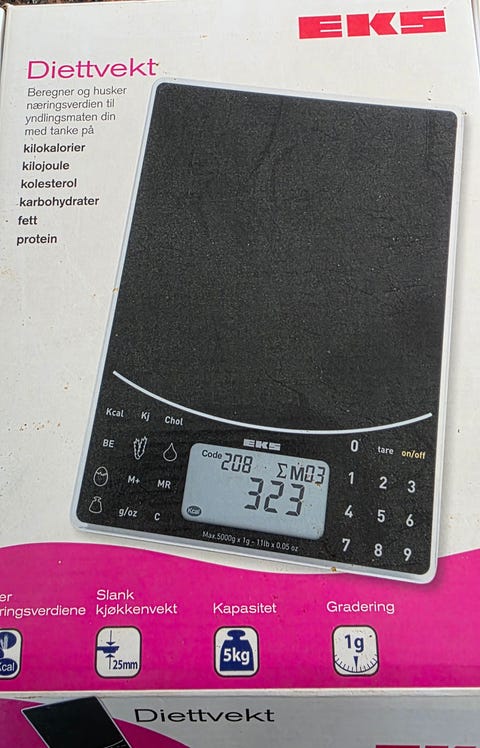 EKS
Diettvekt
Beregner og husker
næringsverdien til
yndlingsmaten din
med tanke på
kilokalorier
kilojoule
kolesterol
karbohydrater
fett
protein
Kcal Kj Chol
BE
M+ MR
g/oz C
EKS
Code 208 ΣM03
323
Kcal
0 tare on/off
1 2 3
4 5 6
7 8 9
Max.5000g x 1g - 11lb x 0.05 oz
Slank
kjøkkenvekt
Kapasitet
Gradering
25mm
5kg
1g
Diettvekt